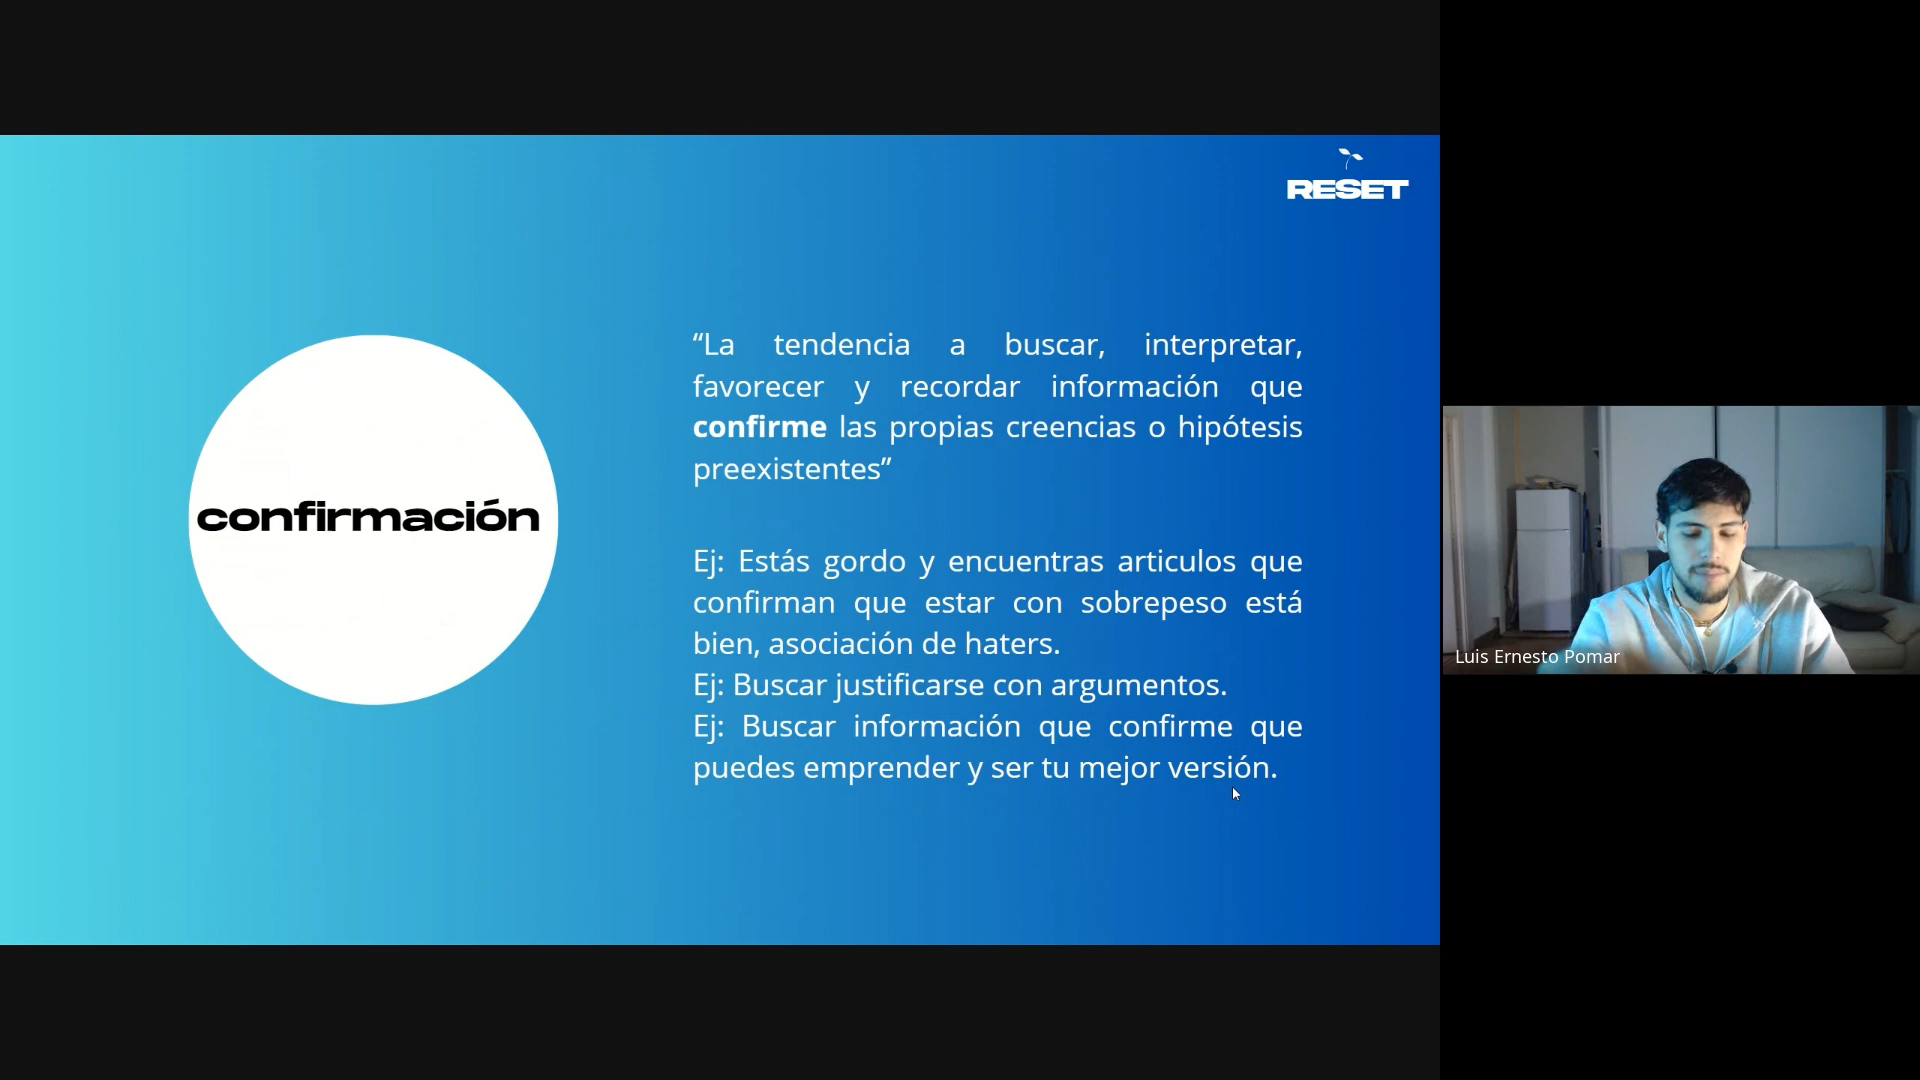 RESET
confirmación
“La tendencia a buscar, interpretar,
favorecer y recordar información que
confirme las propias creencias o hipótesis
preexistentes”
Ej: Estás gordo y encuentras articulos que
confirman que estar con sobrepeso está
bien, asociación de haters.
Ej: Buscar justificarse con argumentos.
Ej: Buscar información que confirme que
puedes emprender y ser tu mejor versión.
Luis Ernesto Pomar